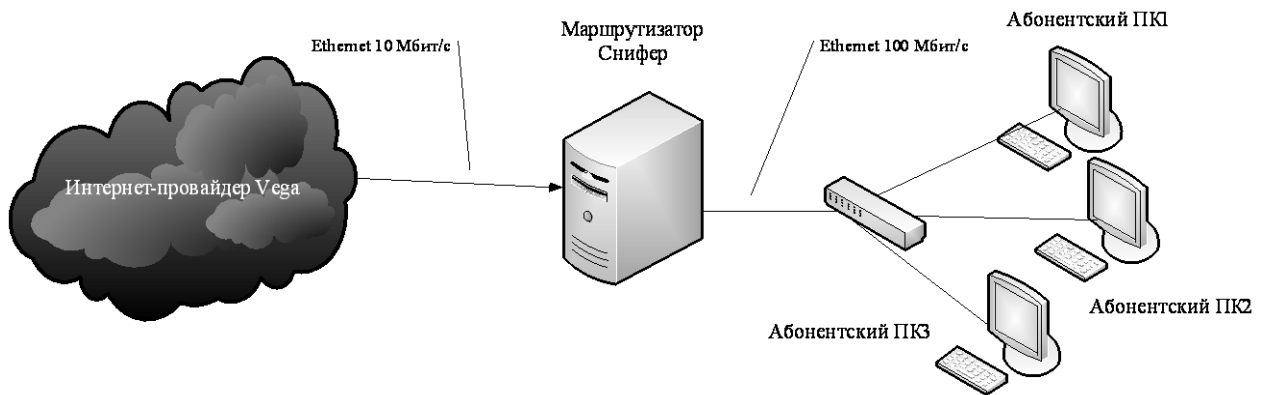 Абонентский ПК1
Маршрутизатор
Снифер
Ethernet 10 Мбит/с
Ethernet 100 Мбит/с
Интернет-провайдер Vega
Абонентский ПК2
Абонентский ПК3